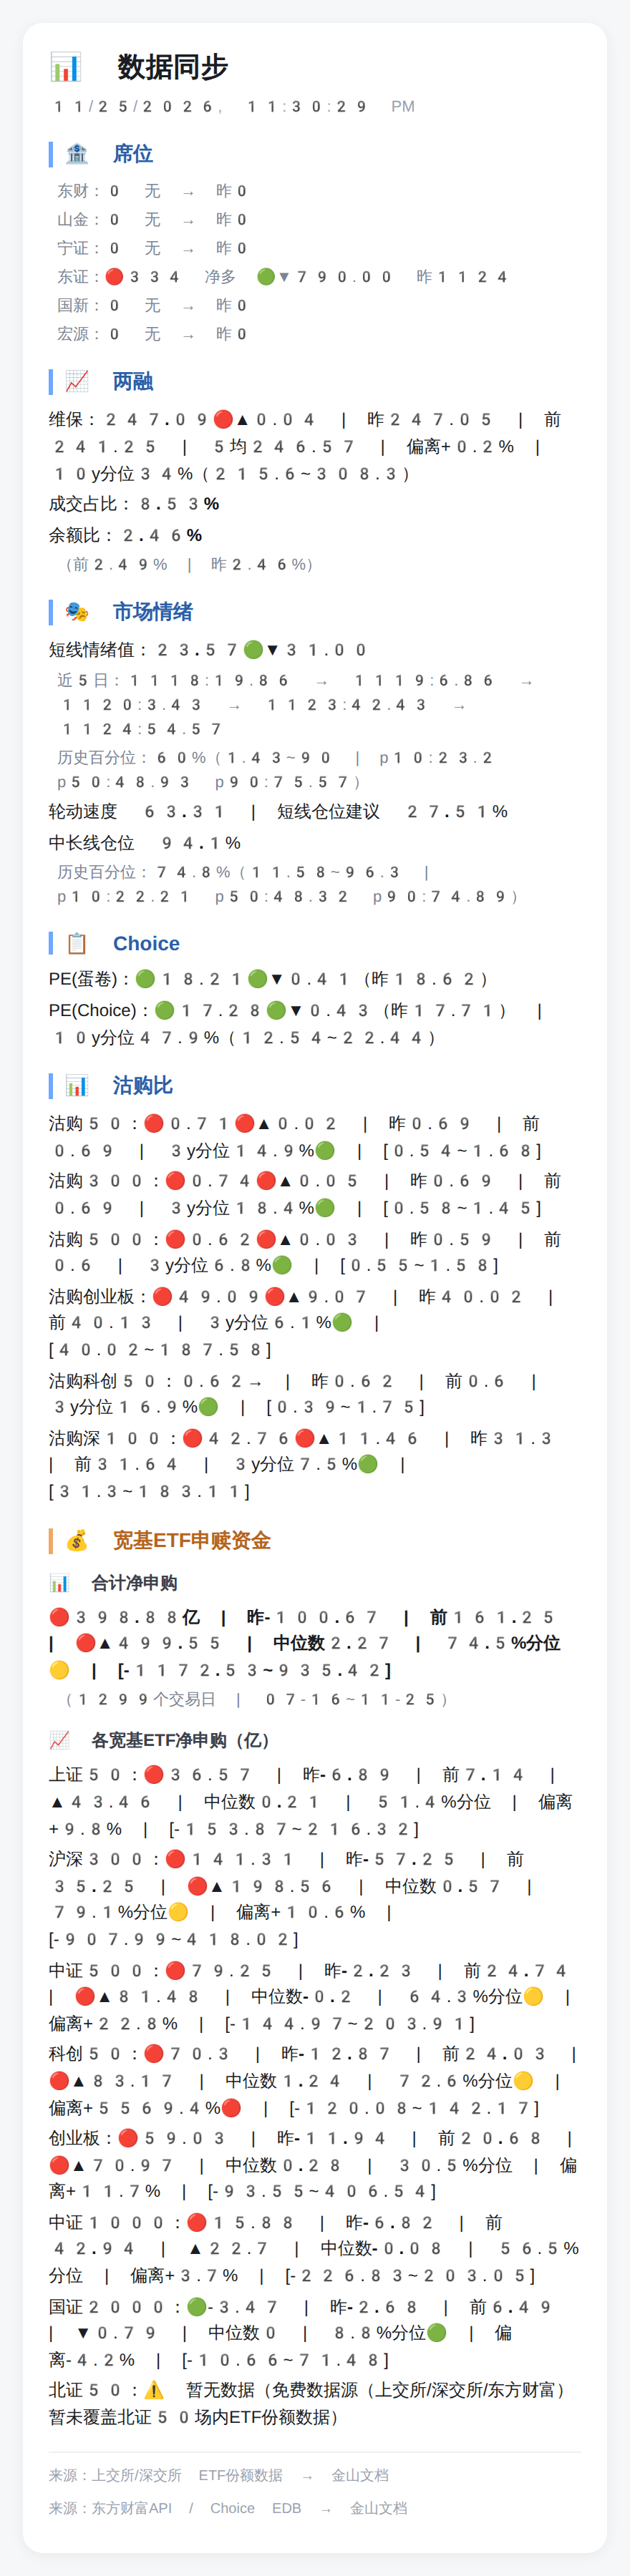 📊 数据同步
11/25/2026, 11:30:29 PM
🏦 席位
东财：0 无 → 昨0
山金：0 无 → 昨0
宁证：0 无 → 昨0
东证：🔴334 净多 🟢▼790.00 昨1124
国新：0 无 → 昨0
宏源：0 无 → 昨0
📈 两融
维保：247.09🔴▲0.04 | 昨247.05 | 前
241.25 | 5均246.57 | 偏离+0.2% |
10y分位34%（215.6~308.3）
成交占比：8.53%
余额比：2.46%
（前2.49% | 昨2.46%）
🎭 市场情绪
短线情绪值：23.57🟢▼31.00
近5日：1118:19.86 → 1119:6.86 →
1120:3.43 → 1123:42.43 →
1124:54.57
历史百分位：60%（1.43~90 | p10:23.2
p50:48.93 p90:75.57）
轮动速度 63.31 | 短线仓位建议 27.51%
中长线仓位 94.1%
历史百分位：74.8%（11.58~96.3 |
p10:22.21 p50:48.32 p90:74.89）
📋 Choice
PE(蛋卷)：🟢18.21🟢▼0.41（昨18.62）
PE(Choice)：🟢17.28🟢▼0.43（昨17.71） |
10y分位47.9%（12.54~22.44）
📊 沽购比
沽购50：🔴0.71🔴▲0.02 | 昨0.69 | 前
0.69 | 3y分位14.9%🟢 | [0.54~1.68]
沽购300：🔴0.74🔴▲0.05 | 昨0.69 | 前
0.69 | 3y分位18.4%🟢 | [0.58~1.45]
沽购500：🔴0.62🔴▲0.03 | 昨0.59 | 前
0.6 | 3y分位6.8%🟢 | [0.55~1.58]
沽购创业板：🔴49.09🔴▲9.07 | 昨40.02 |
前40.13 | 3y分位6.1%🟢 |
[40.02~187.58]
沽购科创50：0.62→ | 昨0.62 | 前0.6 |
3y分位16.9%🟢 | [0.39~1.75]
沽购深100：🔴42.76🔴▲11.46 | 昨31.3
| 前31.64 | 3y分位7.5%🟢 |
[31.3~183.11]
💰 宽基ETF申赎资金
📊 合计净申购
🔴398.88亿 | 昨-100.67 | 前161.25
| 🔴▲499.55 | 中位数2.27 | 74.5%分位
🟡 | [-1172.53~935.42]
（1299个交易日 | 07-16~11-25）
📈 各宽基ETF净申购（亿）
上证50：🔴36.57 | 昨-6.89 | 前7.14 |
▲43.46 | 中位数0.21 | 51.4%分位 | 偏离
+9.8% | [-153.87~216.32]
沪深300：🔴141.31 | 昨-57.25 | 前
35.25 | 🔴▲198.56 | 中位数0.57 |
79.1%分位🟡 | 偏离+10.6% |
[-907.99~418.02]
中证500：🔴79.25 | 昨-2.23 | 前24.74
| 🔴▲81.48 | 中位数-0.2 | 64.3%分位🟡 |
偏离+22.8% | [-144.97~203.91]
科创50：🔴70.3 | 昨-12.87 | 前24.03 |
🔴▲83.17 | 中位数1.24 | 72.6%分位🟡 |
偏离+5569.4%🔴 | [-120.08~142.17]
创业板：🔴59.03 | 昨-11.94 | 前20.68 |
🔴▲70.97 | 中位数0.28 | 30.5%分位 | 偏
离+11.7% | [-93.55~406.54]
中证1000：🔴15.88 | 昨-6.82 | 前
42.94 | ▲22.7 | 中位数-0.08 | 56.5%
分位 | 偏离+3.7% | [-226.83~203.05]
国证2000：🟢-3.47 | 昨-2.68 | 前6.49
| ▼0.79 | 中位数0 | 8.8%分位🟢 | 偏
离-4.2% | [-10.66~71.48]
北证50：⚠️ 暂无数据（免费数据源（上交所/深交所/东方财富）
暂未覆盖北证50场内ETF份额数据）
来源：上交所/深交所 ETF份额数据 → 金山文档
来源：东方财富API / Choice EDB → 金山文档